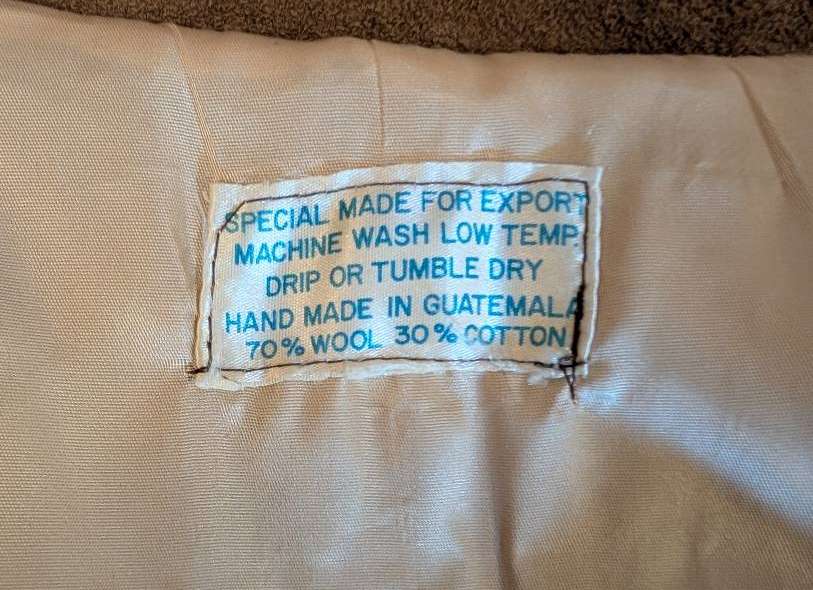 SPECIAL MADE FOR EXPORT
MACHINE WASH LOW TEMP.
DRIP OR TUMBLE DRY
HAND MADE IN GUATEMALA
70% WOOL 30% COTTON